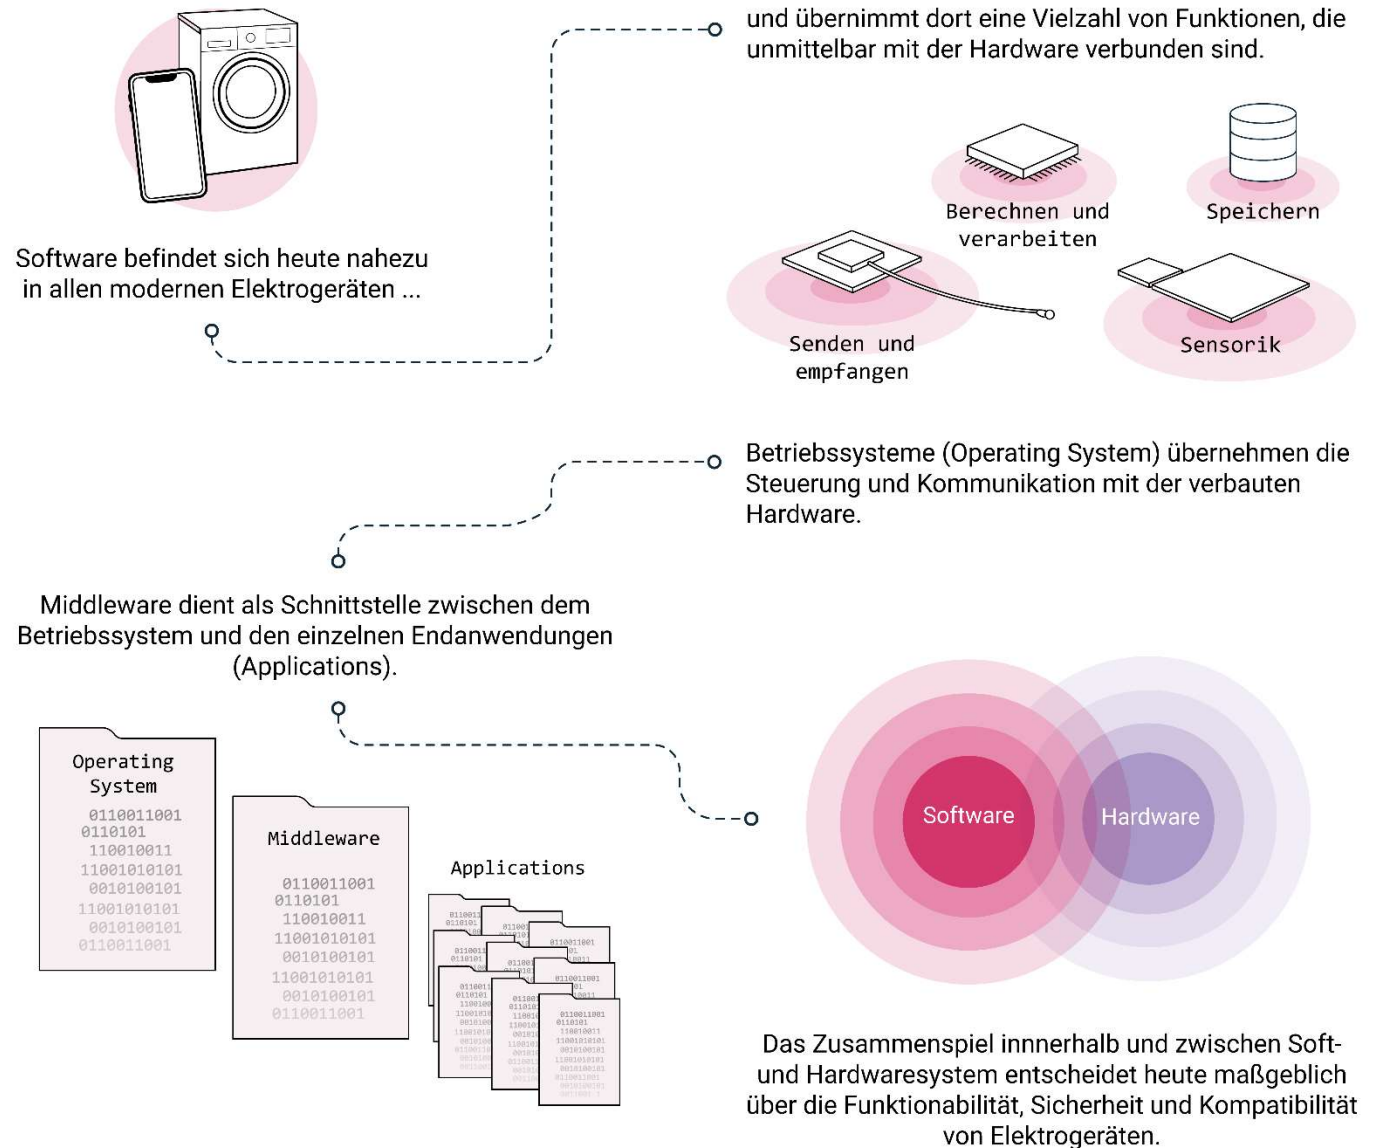 Software befindet sich heute nahezu
in allen modernen Elektrogeräten ...
und übernimmt dort eine Vielzahl von Funktionen, die
unmittelbar mit der Hardware verbunden sind.
Berechnen und
verarbeiten
Speichern
Senden und
empfangen
Sensorik
Betriebssysteme (Operating System) übernehmen die
Steuerung und Kommunikation mit der verbauten
Hardware.
Middleware dient als Schnittstelle zwischen dem
Betriebssystem und den einzelnen Endanwendungen
(Applications).
Operating
System
0110011001
0110101
110010011
11001010101
0010100101
11001010101
0010100101
0110011001
Middleware
0110011001
0110101
110010011
11001010101
0010100101
11001010101
0010100101
0110011001
Applications
Software
Hardware
Das Zusammenspiel innnerhalb und zwischen Soft-
und Hardwaresystem entscheidet heute maßgeblich
über die Funktionabilität, Sicherheit und Kompatibilität
von Elektrogeräten.